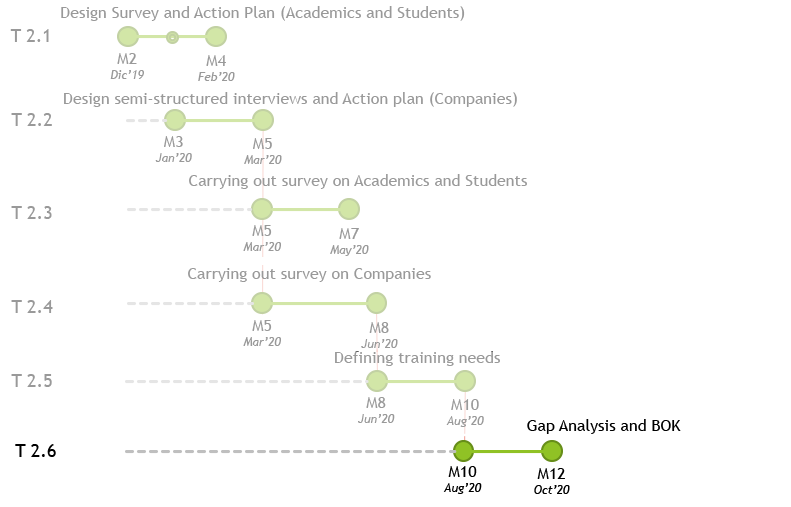 Design Survey and Action Plan (Academics and Students)
T 2.1
M2 M4
Dic'19 Feb'20
Design semi-structured interviews and Action plan (Companies)
T 2.2
M3 M5
Jan'20 Mar'20
Carrying out survey on Academics and Students
T 2.3
M5 M7
Mar'20 May'20
Carrying out survey on Companies
T 2.4
M5 M8
Mar'20 Jun'20
Defining training needs
T 2.5
M8 M10
Jun'20 Aug'20
Gap Analysis and BOK
T 2.6
M10 M12
Aug'20 Oct'20